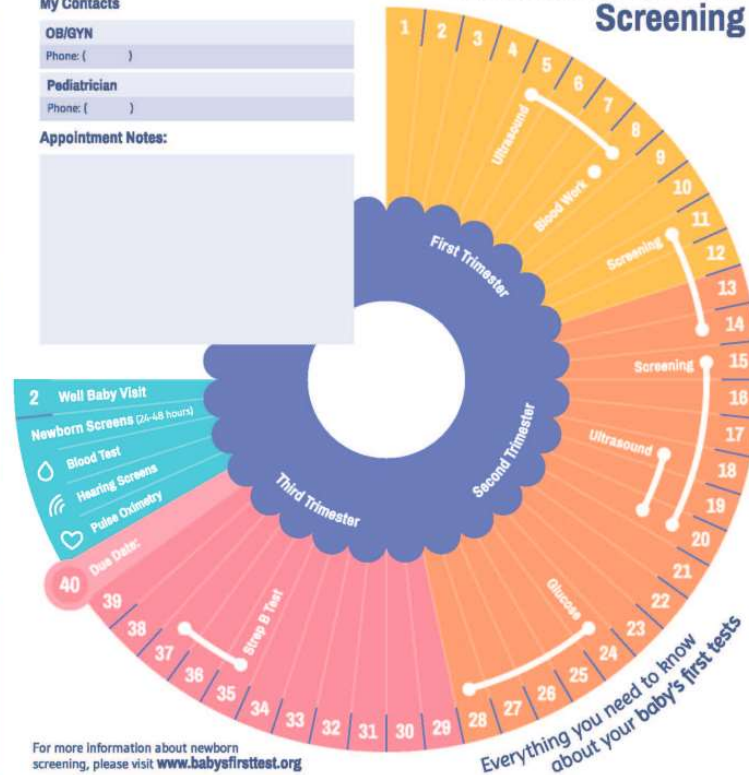 My Contacts
OB/GYN
Phone: ( )
Pediatrician
Phone: ( )
Appointment Notes:
Screening
1
2
3
4
5
6
7
8
9
10
11
12
13
14
15
16
17
18
19
20
21
22
23
24
25
26
27
28
29
30
31
32
33
34
35
36
37
38
39
40
First Trimester
Ultrasound
Blood Work
Screening
Second Trimester
Screening
Ultrasound
Glucose
Third Trimester
Strep B Test
Due Date:
2 Well Baby Visit
Newborn Screens (24-48 hours)
Blood Test
Hearing Screens
Pulse Oximetry
Everything you need to know
about your baby's first tests
For more information about newborn
screening, please visit www.babysfirsttest.org